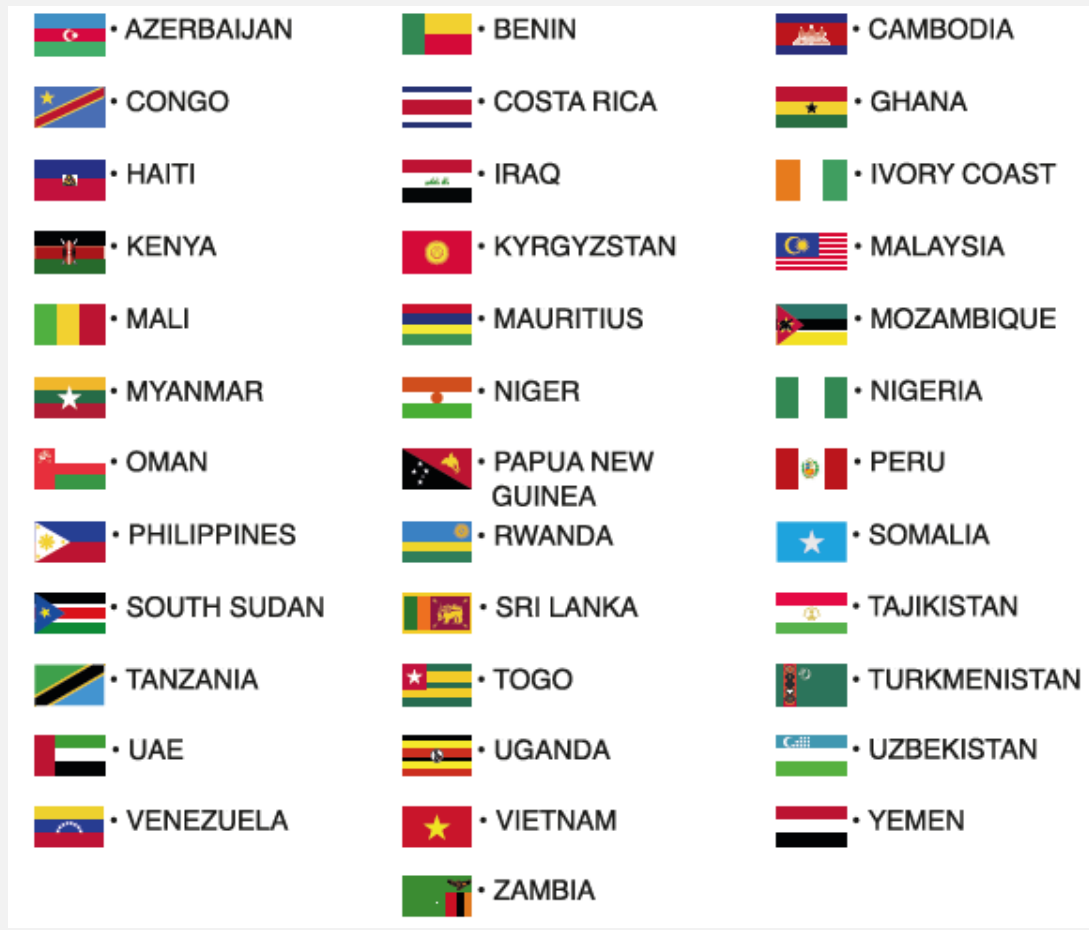 • AZERBAIJAN
• BENIN
• CAMBODIA
• CONGO
• COSTA RICA
• GHANA
• HAITI
• IRAQ
• IVORY COAST
• KENYA
• KYRGYZSTAN
• MALAYSIA
• MALI
• MAURITIUS
• MOZAMBIQUE
• MYANMAR
• NIGER
• NIGERIA
• OMAN
• PAPUA NEW
GUINEA
• PERU
• PHILIPPINES
• RWANDA
• SOMALIA
• SOUTH SUDAN
• SRI LANKA
• TAJIKISTAN
• TANZANIA
• TOGO
• TURKMENISTAN
• UAE
• UGANDA
• UZBEKISTAN
• VENEZUELA
• VIETNAM
• YEMEN
• ZAMBIA